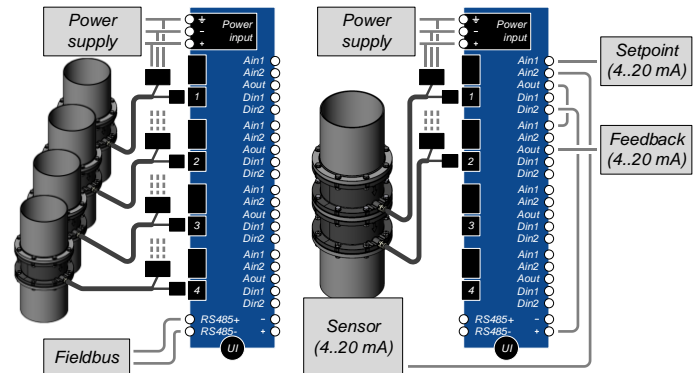 Power
supply
Power
input
+
1
Ain1
Ain2
Aout
Din1
Din2
2
Ain1
Ain2
Aout
Din1
Din2
3
Ain1
Ain2
Aout
Din1
Din2
4
Ain1
Ain2
Aout
Din1
Din2
RS485+ −
RS485- +
UI
Fieldbus
Power
supply
Power
input
+
1
Ain1
Ain2
Aout
Din1
Din2
2
Ain1
Ain2
Aout
Din1
Din2
3
Ain1
Ain2
Aout
Din1
Din2
4
Ain1
Ain2
Aout
Din1
Din2
RS485+ −
RS485- +
UI
Setpoint
(4..20 mA)
Feedback
(4..20 mA)
Sensor
(4..20 mA)